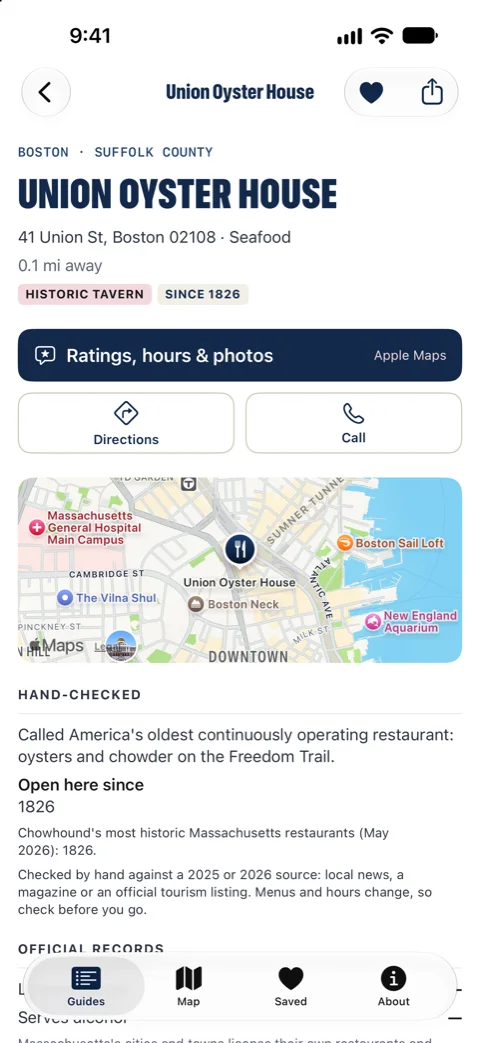 9:41
Union Oyster House
BOSTON · SUFFOLK COUNTY
UNION OYSTER HOUSE
41 Union St, Boston 02108 · Seafood
0.1 mi away
HISTORIC TAVERN
SINCE 1826
Ratings, hours & photos
Apple Maps
Directions
Call
GARDEN
Massachusetts
General Hospital
Main Campus
SUMNER TUNNE
Boston Sail Loft
CAMBRIDGE ST
Union Oyster House
ATLANTIC AVE
The Vilna Shul
Boston Neck
New England
Aquarium
PINCKNEY ST
MILK ST
N HILL
Maps
DOWNTOWN
HAND-CHECKED
Called America's oldest continuously operating restaurant:
oysters and chowder on the Freedom Trail.
Open here since
1826
Chowhound's most historic Massachusetts restaurants (May
2026): 1826.
Checked by hand against a 2025 or 2026 source: local news, a
magazine or an official tourism listing. Menus and hours change, so
check before you go.
OFFICIAL RECORDS
Serves alcohol
—
Guides
Map
Saved
About